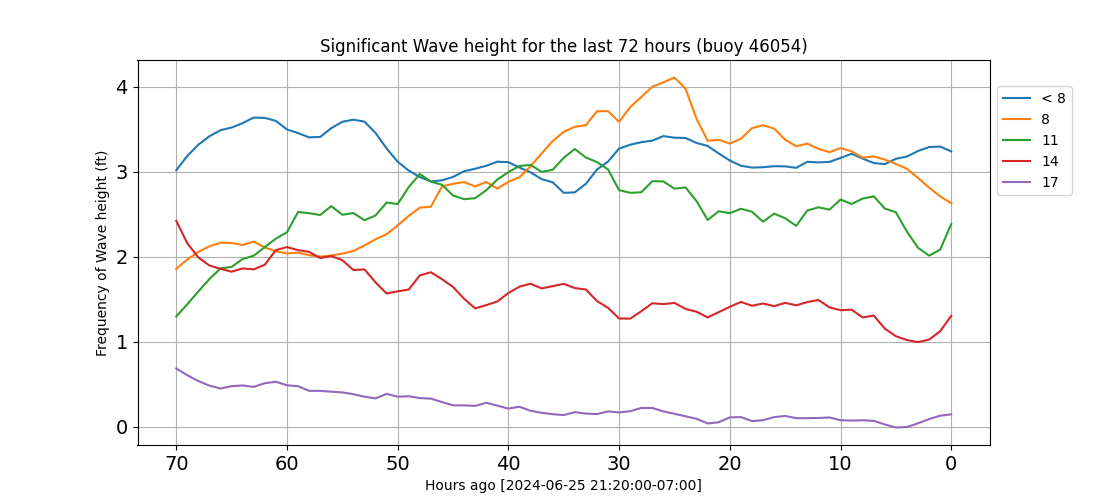 Significant Wave height for the last 72 hours (buoy 46054)
Frequency of Wave height (ft)
4
3
2
1
0
70 60 50 40 30 20 10 0
Hours ago [2024-06-25 21:20:00-07:00]
< 8
8
11
14
17